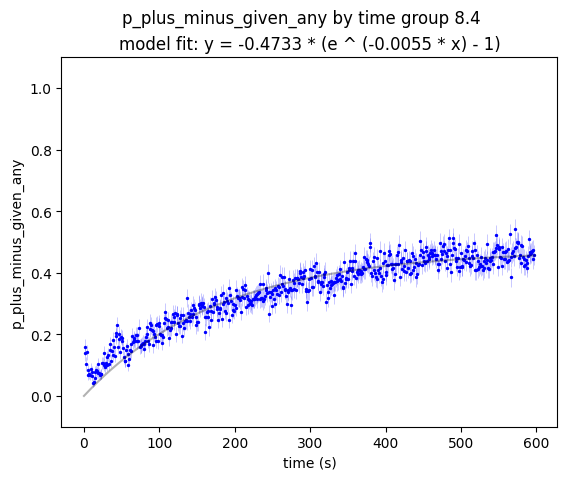 p_plus_minus_given_any by time group 8.4
model fit: y = -0.4733 * (e ^ (-0.0055 * x) - 1)
1.0
0.8
0.6
0.4
0.2
0.0
p_plus_minus_given_any
0 100 200 300 400 500 600
time (s)